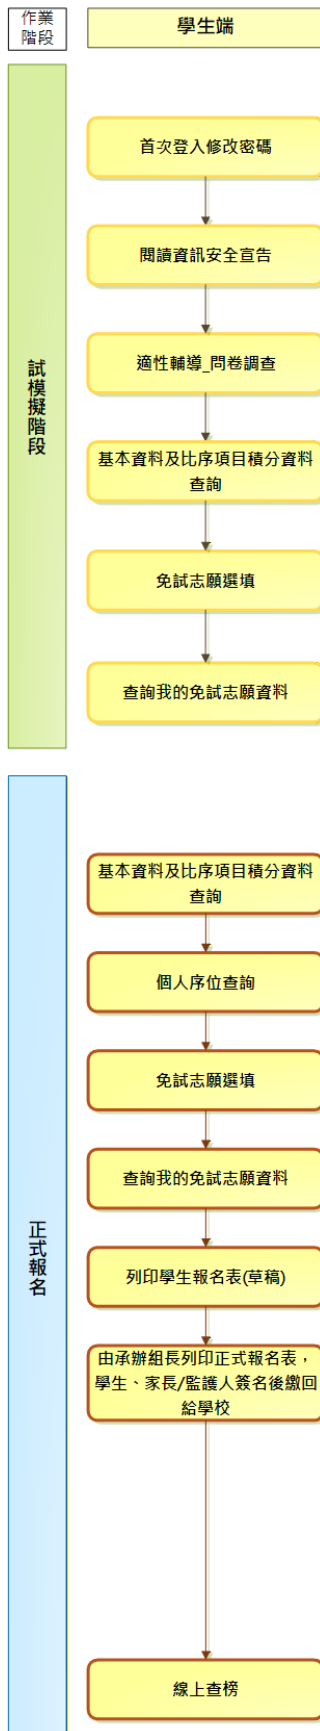 作業
階段
學生端
試模擬階段
首次登入修改密碼
閱讀資訊安全宣告
適性輔導_問卷調查
基本資料及比序項目積分資料
查詢
免試志願選填
查詢我的免試志願資料
正式報名
基本資料及比序項目積分資料
查詢
個人序位查詢
免試志願選填
查詢我的免試志願資料
列印學生報名表(草稿)
由承辦組長列印正式報名表，
學生、家長/監護人簽名後繳回
給學校
線上查榜